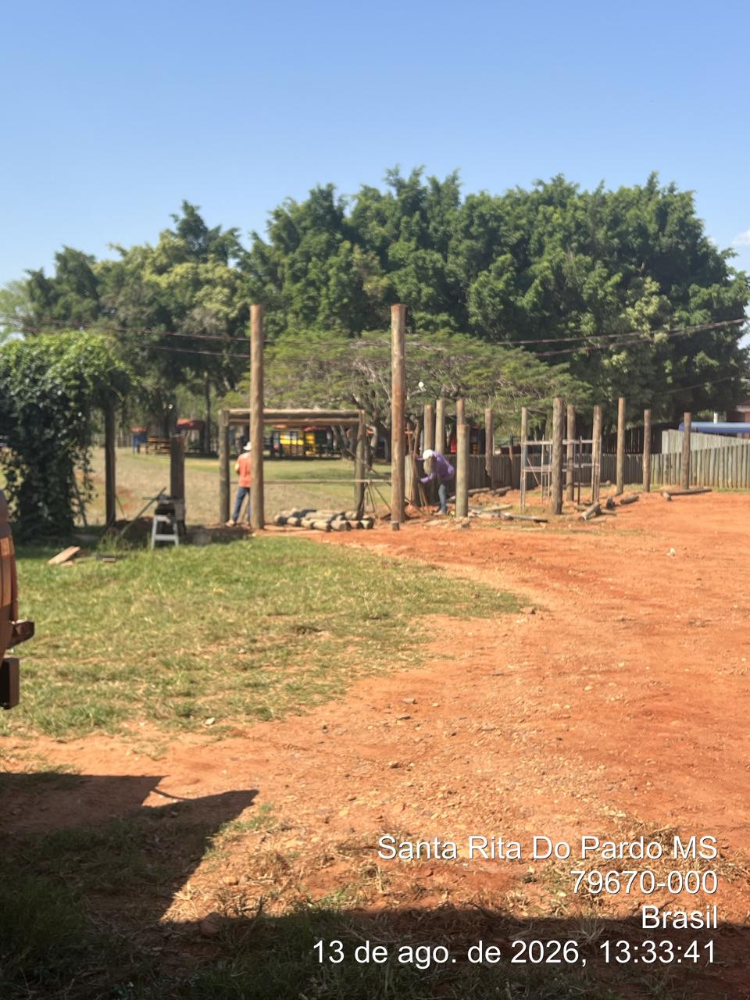 Santa Rita Do Pardo MS
79670-000
Brasil
13 de ago. de 2026, 13:33:41